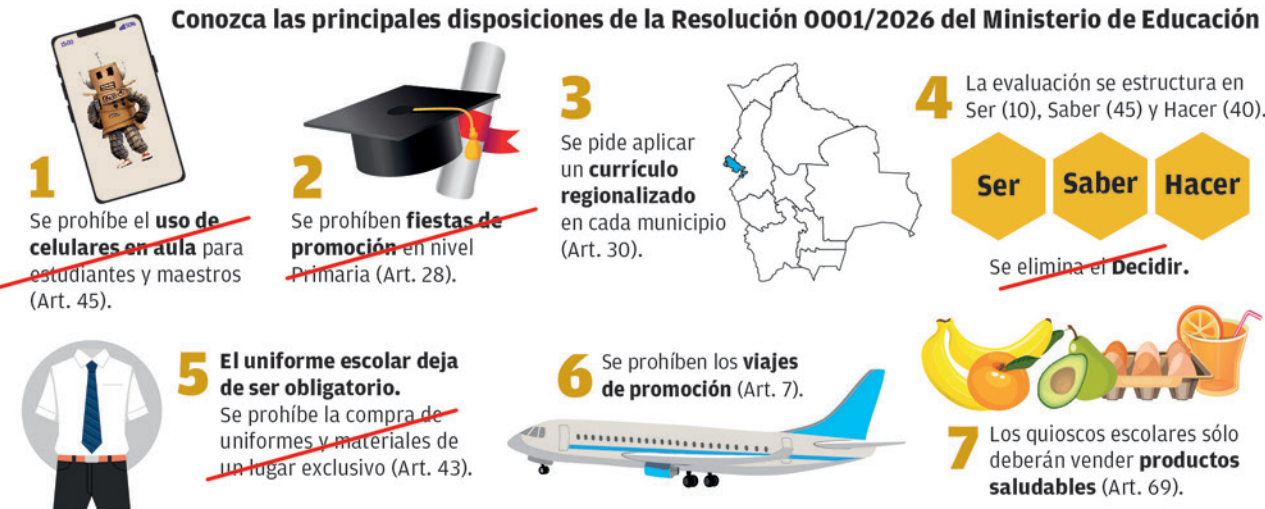 Conozca las principales disposiciones de la Resolución 0001/2026 del Ministerio de Educación
1
Se prohíbe el uso de
celulares en aula para
estudiantes y maestros
(Art. 45).
2
Se prohíben fiestas de
promoción en nivel
Primaria (Art. 28).
3
Se pide aplicar
un currículo
regionalizado
en cada municipio
(Art. 30).
4
La evaluación se estructura en
Ser (10), Saber (45) y Hacer (40).
Ser Saber Hacer
Se elimina el Decidir.
5
El uniforme escolar deja
de ser obligatorio.
Se prohíbe la compra de
uniformes y materiales de
un lugar exclusivo (Art. 43).
6
Se prohíben los viajes
de promoción (Art. 7).
7
Los quioscos escolares sólo
deberán vender productos
saludables (Art. 69).